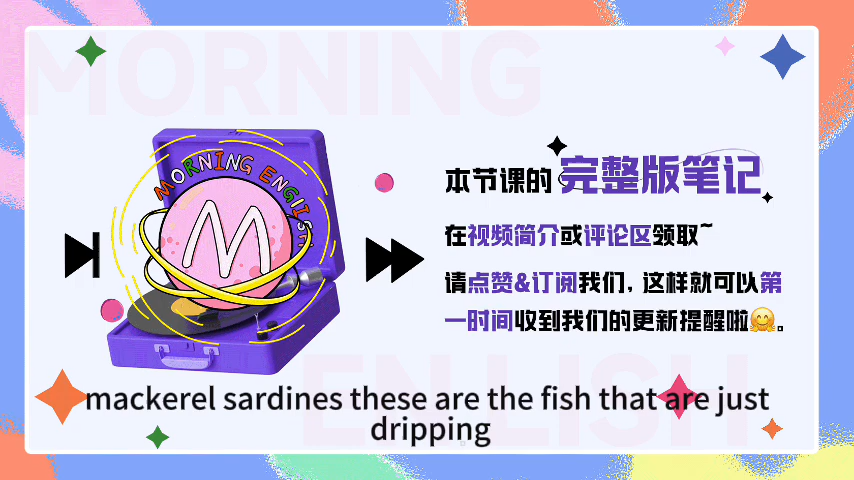 MORNING
MORNING ENGLISH
M
本节课的 完整版笔记
在视频简介或评论区领取~
请点赞&订阅我们，这样就可以第
一时间收到我们的更新提醒啦🤗。
ENGLISH
mackerel sardines these are the fish that are just
dripping